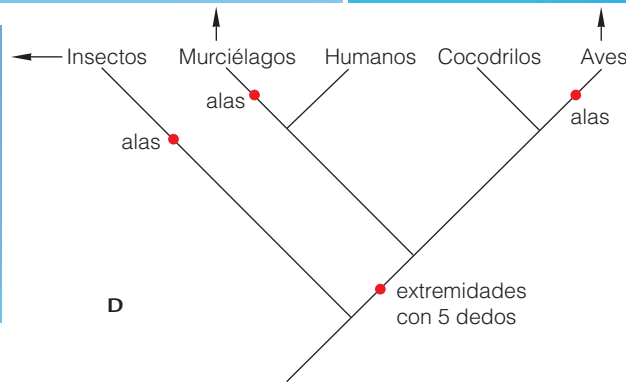 Insectos
Murciélagos
Humanos
Cocodrilos
Aves
alas
alas
alas
extremidades
con 5 dedos
D